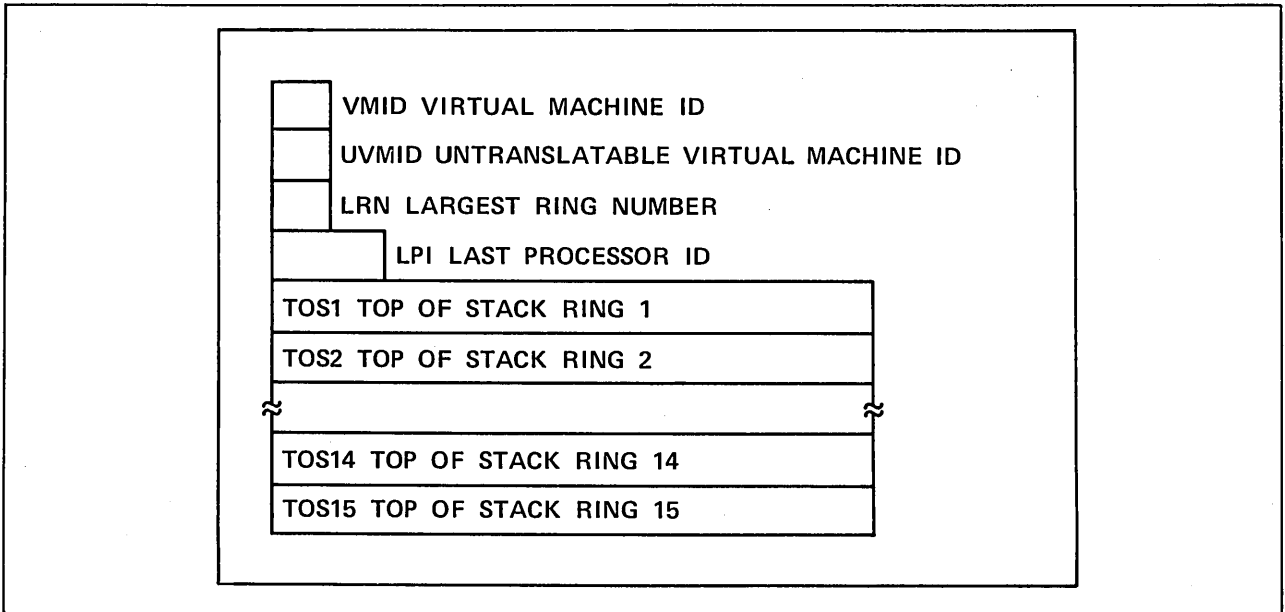 VMID VIRTUAL MACHINE ID
UVMID UNTRANSLATABLE VIRTUAL MACHINE ID
LRN LARGEST RING NUMBER
LPI LAST PROCESSOR ID
TOS1 TOP OF STACK RING 1
TOS2 TOP OF STACK RING 2
TOS14 TOP OF STACK RING 14
TOS15 TOP OF STACK RING 15